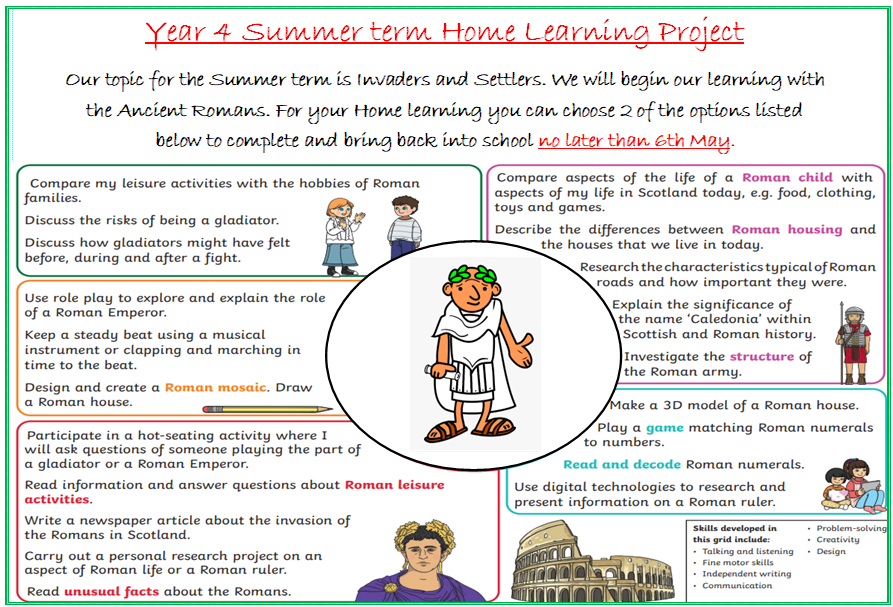 Year 4 Summer term Home Learning Project
Our topic for the Summer term is Invaders and Settlers. We will begin our learning with
the Ancient Romans. For your Home learning you can choose 2 of the options listed
below to complete and bring back into school no later than 6th May.
Compare my leisure activities with the hobbies of Roman
families.
Discuss the risks of being a gladiator.
Discuss how gladiators might have felt
before, during and after a fight.
Compare aspects of the life of a Roman child with
aspects of my life in Scotland today, e.g. food, clothing,
toys and games.
Describe the differences between Roman housing and
the houses that we live in today.
Research the characteristics typical of Roman
roads and how important they were.
Explain the significance of
the name ‘Caledonia’ within
Scottish and Roman history.
Investigate the structure of
the Roman army.
Use role play to explore and explain the role
of a Roman Emperor.
Keep a steady beat using a musical
instrument or clapping and marching in
time to the beat.
Design and create a Roman mosaic. Draw
a Roman house.
Make a 3D model of a Roman house.
Play a game matching Roman numerals
to numbers.
Read and decode Roman numerals.
Use digital technologies to research and
present information on a Roman ruler.
Participate in a hot-seating activity where I
will ask questions of someone playing the part of
a gladiator or a Roman Emperor.
Read information and answer questions about Roman leisure
activities.
Write a newspaper article about the invasion of
the Romans in Scotland.
Carry out a personal research project on an
aspect of Roman life or a Roman ruler.
Read unusual facts about the Romans.
Skills developed in
this grid include:
• Talking and listening
• Fine motor skills
• Independent writing
Communication
• Problem-solving
• Creativity
• Design